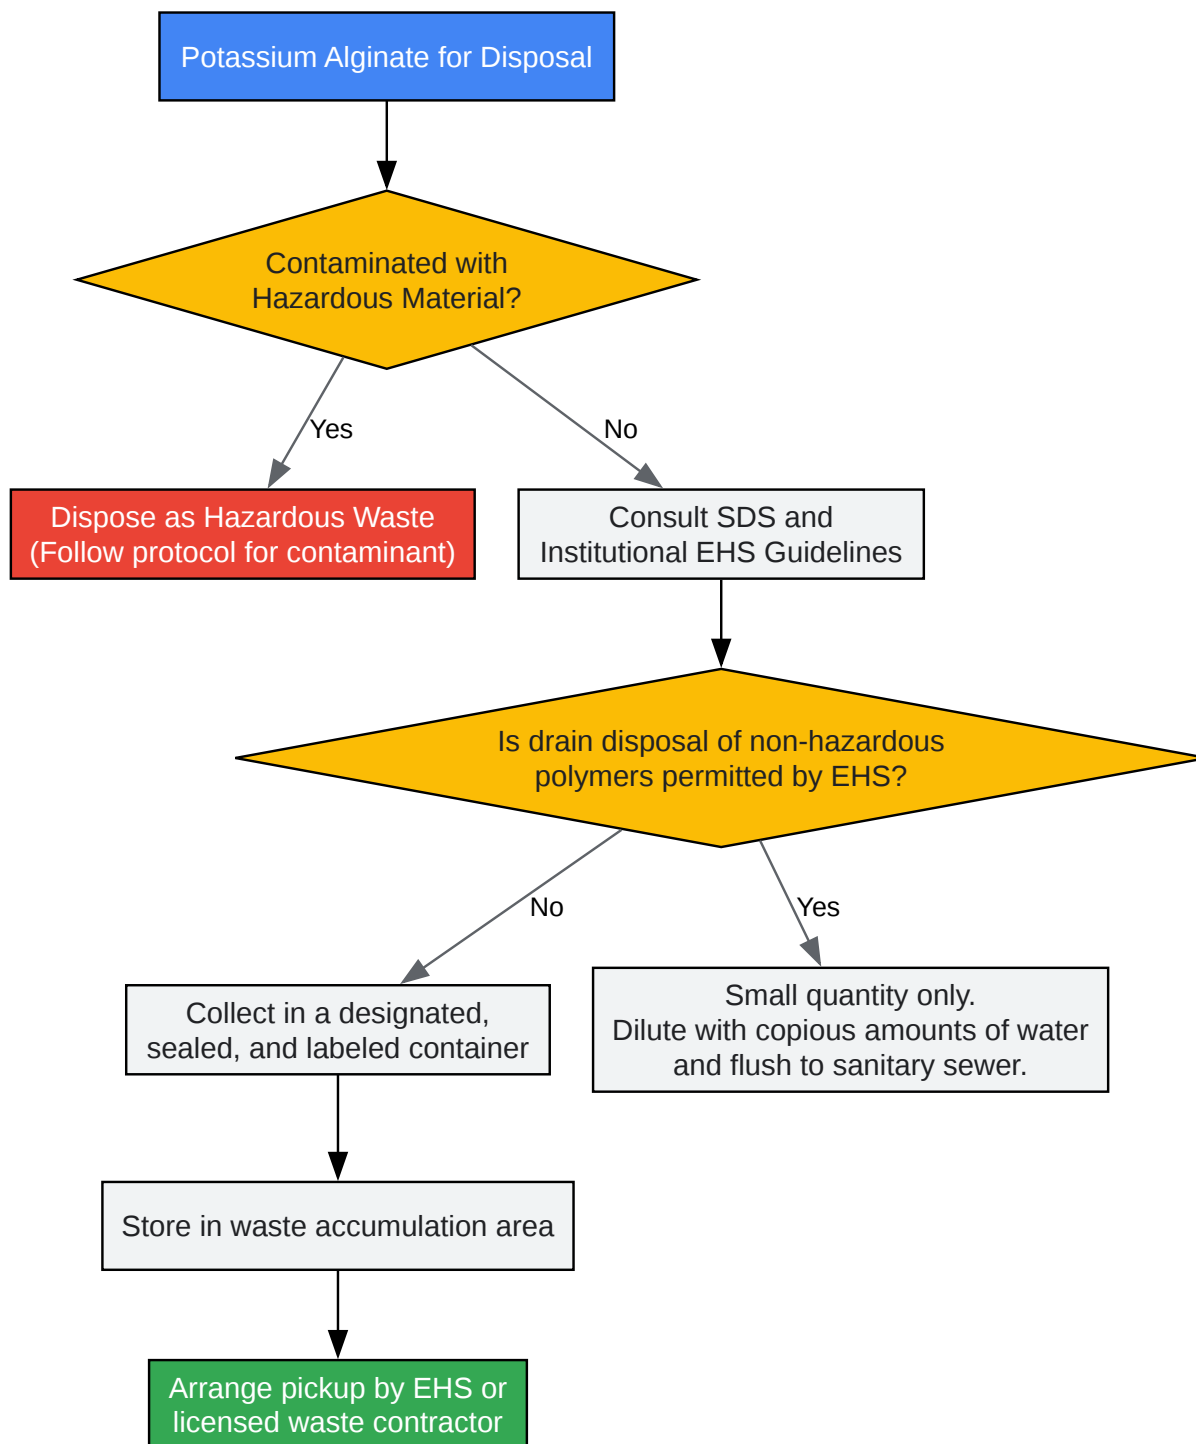 Potassium Alginate for Disposal
Contaminated with
Hazardous Material?
Yes
No
Dispose as Hazardous Waste
(Follow protocol for contaminant)
Consult SDS and
Institutional EHS Guidelines
Is drain disposal of non-hazardous
polymers permitted by EHS?
No
Yes
Collect in a designated,
sealed, and labeled container
Small quantity only.
Dilute with copious amounts of water
and flush to sanitary sewer.
Store in waste accumulation area
Arrange pickup by EHS or
licensed waste contractor